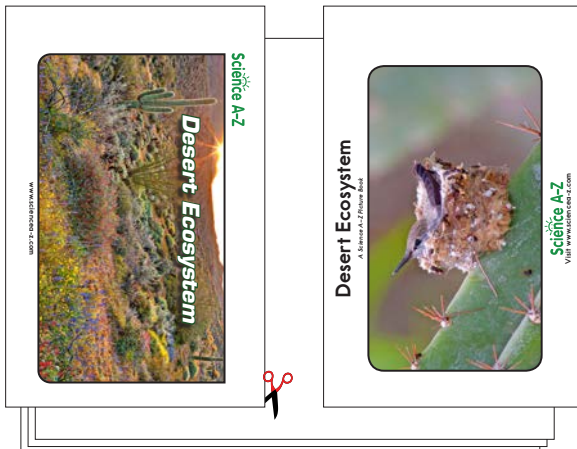 Science A-Z
Desert Ecosystem
www.sciencea-z.com
Desert Ecosystem
A Science A–Z Picture Book
Science A-Z
Visit www.sciencea-z.com